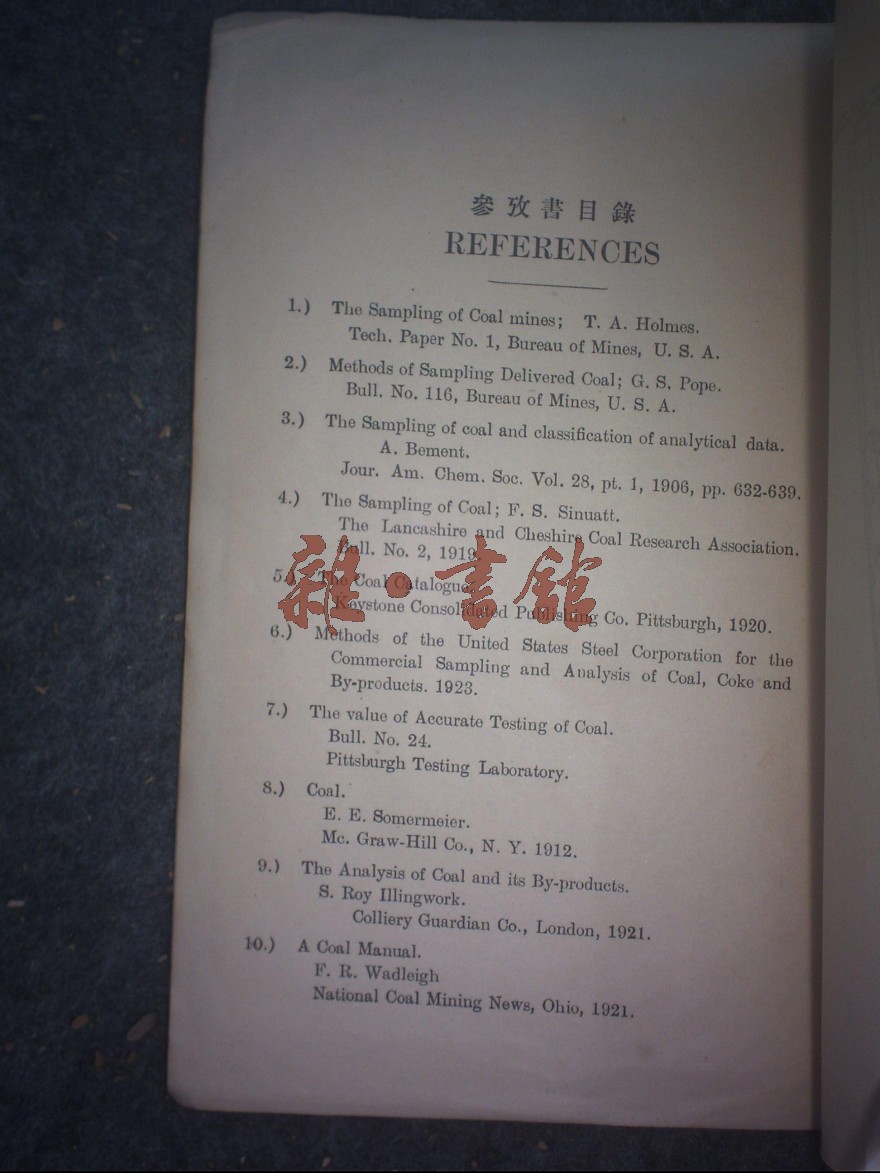 參攷書目錄
REFERENCES
1.) The Sampling of Coal mines; T. A. Holmes.
Tech. Paper No. 1, Bureau of Mines, U. S. A.
2.) Methods of Sampling Delivered Coal; G. S. Pope.
Bull. No. 116, Bureau of Mines, U. S. A.
3.) The Sampling of coal and classification of analytical data.
A. Bement.
Jour. Am. Chem. Soc. Vol. 28, pt. 1, 1906, pp. 632-639.
4.) The Sampling of Coal; F. S. Sinuatt.
The Lancashire and Cheshire Coal Research Association.
Bull. No. 2, 1919.
5.) The Coal Catalogue.
Keystone Consolidated Publishing Co. Pittsburgh, 1920.
6.) Methods of the United States Steel Corporation for the
Commercial Sampling and Analysis of Coal, Coke and
By-products. 1923.
7.) The value of Accurate Testing of Coal.
Bull. No. 24.
Pittsburgh Testing Laboratory.
8.) Coal.
E. E. Somermeier.
Mc. Graw-Hill Co., N. Y. 1912.
9.) The Analysis of Coal and its By-products.
S. Roy Illingwork.
Colliery Guardian Co., London, 1921.
10.) A Coal Manual.
F. R. Wadleigh
National Coal Mining News, Ohio, 1921.
雜·書館